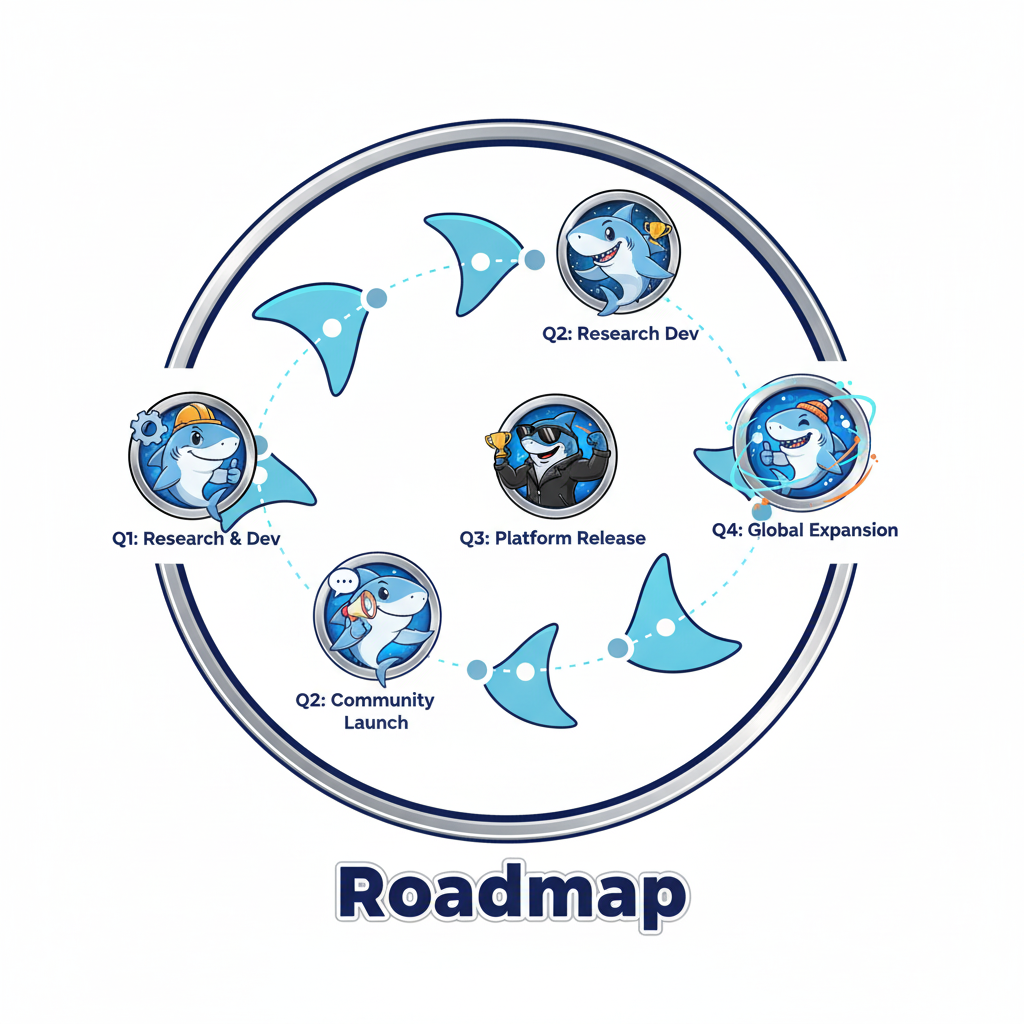 Q2: Research Dev
Q1: Research & Dev
Q3: Platform Release
Q4: Global Expansion
Q2: Community
Launch
Roadmap